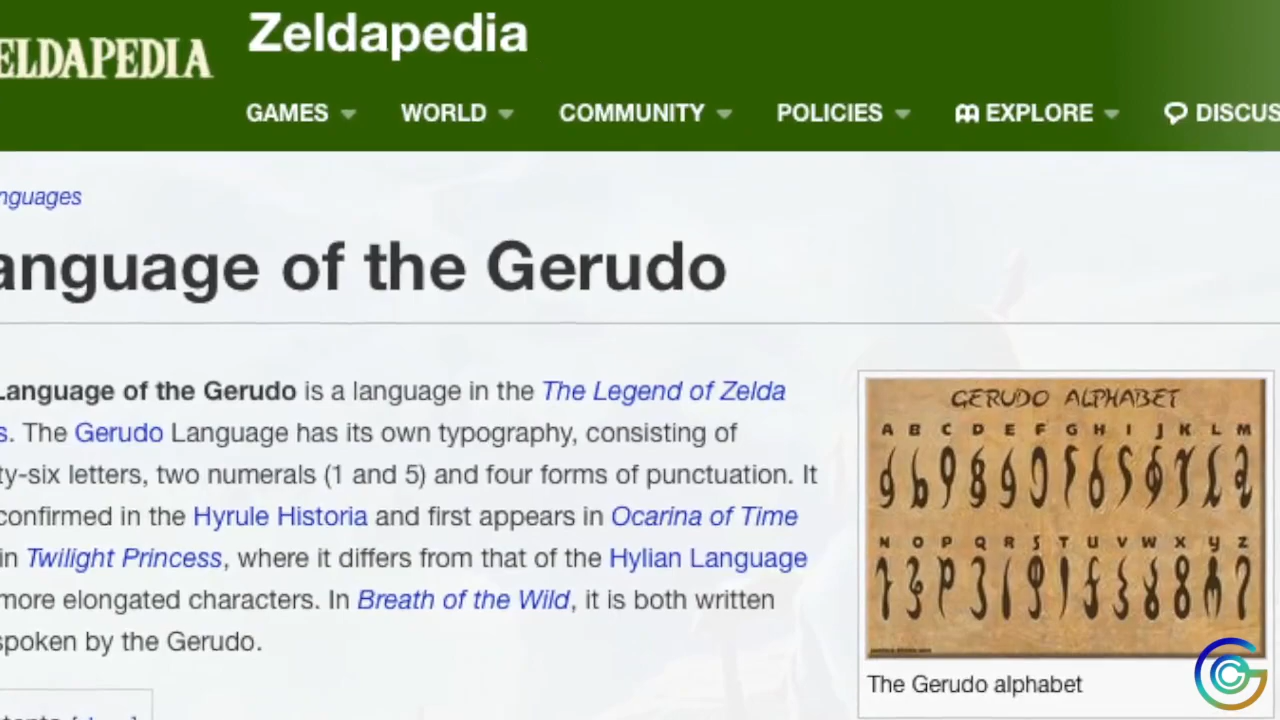 ELDAPEDIA
Zeldapedia
GAMES
WORLD
COMMUNITY
POLICIES
EXPLORE
DISCUS
nguages
anguage of the Gerudo
Language of the Gerudo is a language in the The Legend of Zelda
s. The Gerudo Language has its own typography, consisting of
ty-six letters, two numerals (1 and 5) and four forms of punctuation. It
confirmed in the Hyrule Historia and first appears in Ocarina of Time
in Twilight Princess, where it differs from that of the Hylian Language
more elongated characters. In Breath of the Wild, it is both written
spoken by the Gerudo.
GERUDO ALPHABET
A B C D E F G H I J K L M
N O P Q R S T U V W X Y Z
The Gerudo alphabet